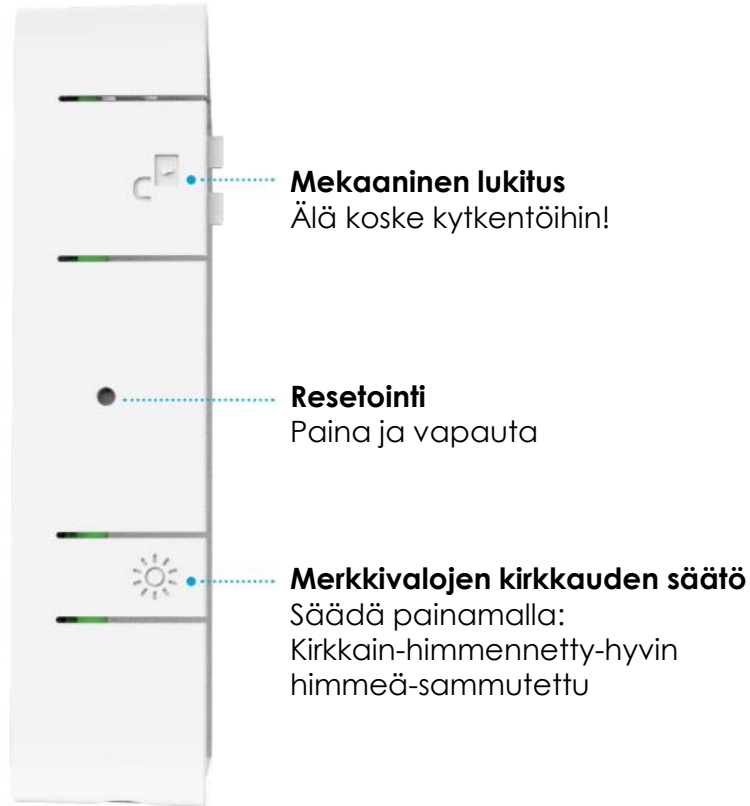 Mekaaninen lukitus
Älä koske kytkentöihin!
Resetointi
Paina ja vapauta
Merkkivalojen kirkkauden säätö
Säädä painamalla:
Kirkkain-himmennetty-hyvin
himmeä-sammutettu